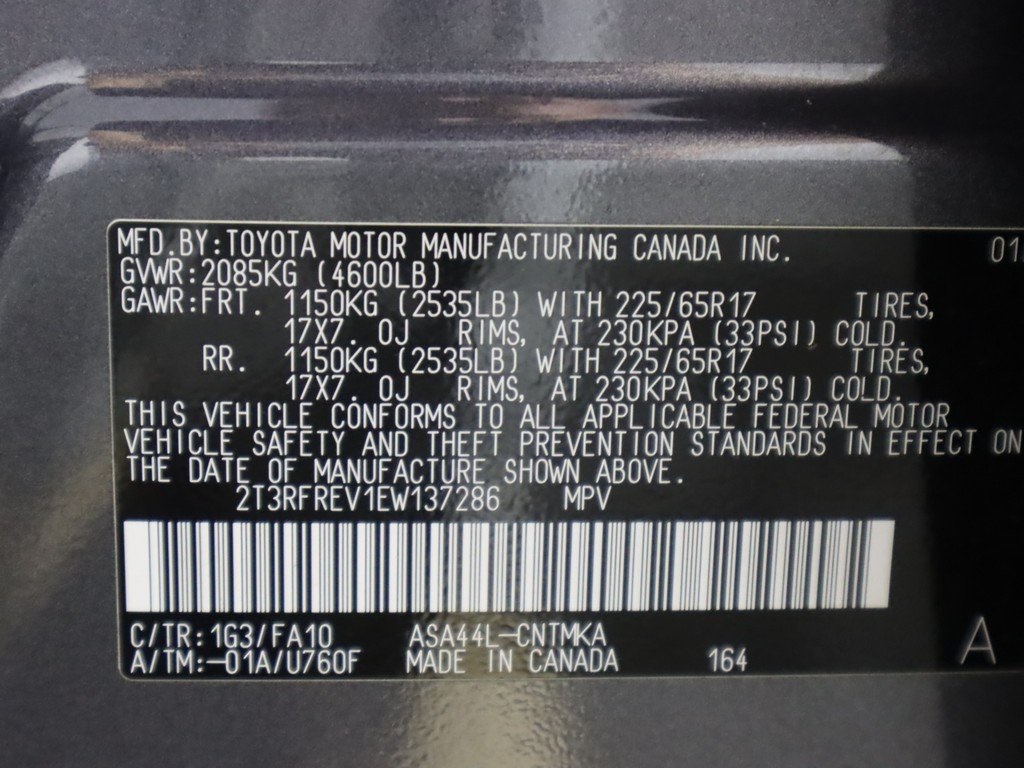 MFD.BY:TOYOTA MOTOR MANUFACTURING CANADA INC. 01
GVWR:2085KG (4600LB)
GAWR:FRT. 1150KG (2535LB) WITH 225/65R17 TIRES,
17X7. 0J RIMS, AT 230KPA (33PSI) COLD.
RR. 1150KG (2535LB) WITH 225/65R17 TIRES,
17X7. 0J RIMS, AT 230KPA (33PSI) COLD.
THIS VEHICLE CONFORMS TO ALL APPLICABLE FEDERAL MOTOR
VEHICLE SAFETY AND THEFT PREVENTION STANDARDS IN EFFECT ON
THE DATE OF MANUFACTURE SHOWN ABOVE.
2T3RFREV1EW137286 MPV
C/TR:1G3/FA10 ASA44L-CNTMKA
A/TM:-01A/U760F MADE IN CANADA 164 A